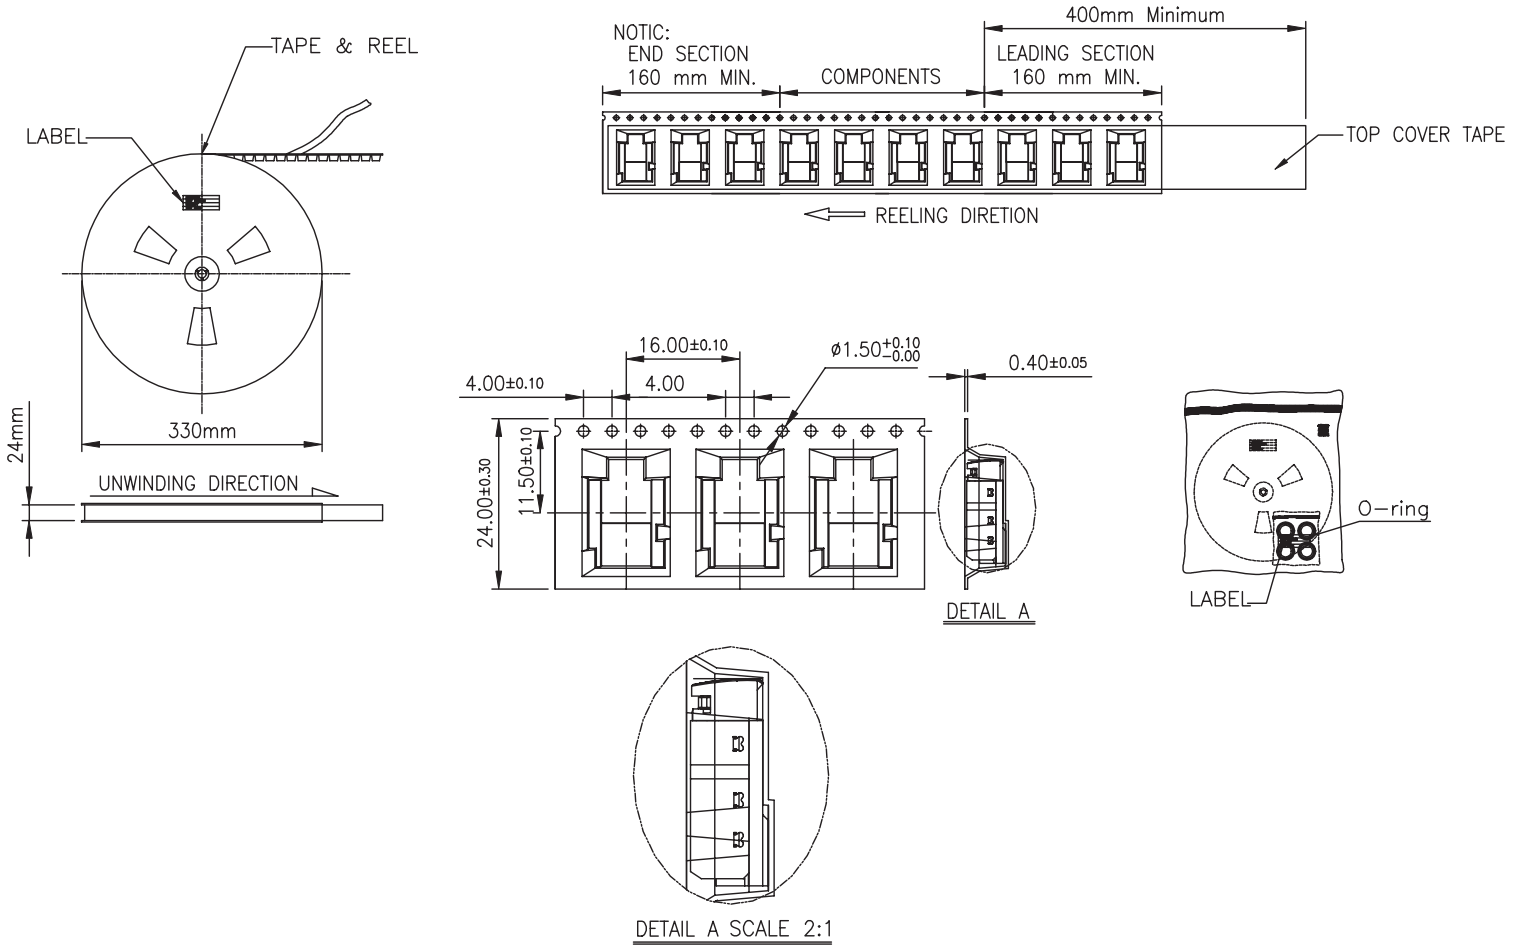 TAPE & REEL
LABEL
330mm
24mm
UNWINDING DIRECTION
NOTIC:
END SECTION
160 mm MIN.
COMPONENTS
400mm Minimum
LEADING SECTION
160 mm MIN.
TOP COVER TAPE
REELING DIRETION
16.00±0.10
ø1.50+0.10
-0.00
4.00±0.10
4.00
0.40±0.05
24.00±0.30
11.50±0.10
DETAIL A
O-ring
LABEL
DETAIL A SCALE 2:1